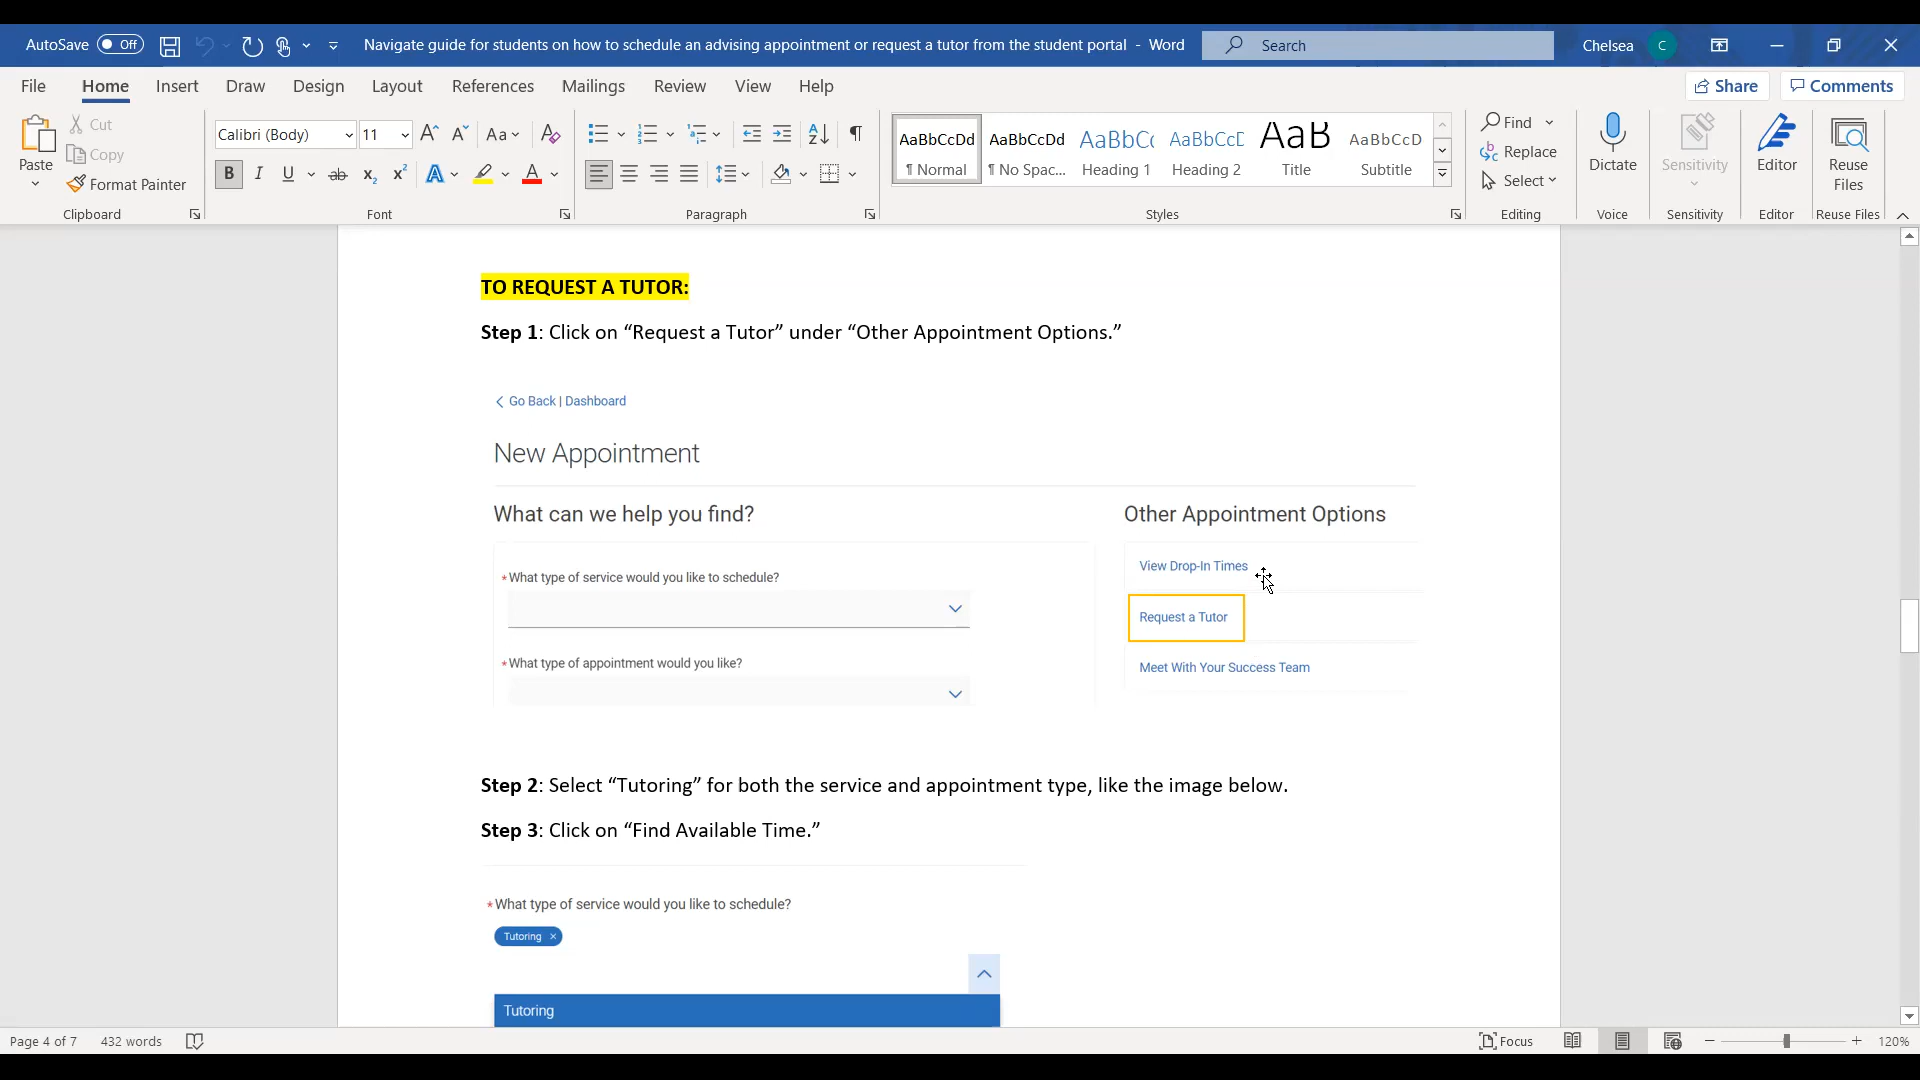 AutoSave Off Navigate guide for students on how to schedule an advising appointment or request a tutor from the student portal - Word Search Chelsea C
File Home Insert Draw Design Layout References Mailings Review View Help Share Comments
Paste Cut Copy Format Painter
Clipboard
Calibri (Body) 11 A A Aa A
B I U ab x₂ x² A A
Font
Paragraph
AaBbCcDd AaBbCcDd AaBbCc AaBbCcD AaB AaBbCcD
¶ Normal ¶ No Spac... Heading 1 Heading 2 Title Subtitle
Styles
Find
Replace
Select
Editing
Dictate
Voice
Sensitivity
Sensitivity
Editor
Editor
Reuse Files
Reuse Files
TO REQUEST A TUTOR:
Step 1: Click on “Request a Tutor” under “Other Appointment Options.”
Go Back | Dashboard
New Appointment
What can we help you find?
*What type of service would you like to schedule?
*What type of appointment would you like?
Other Appointment Options
View Drop-In Times
Request a Tutor
Meet With Your Success Team
Step 2: Select “Tutoring” for both the service and appointment type, like the image below.
Step 3: Click on “Find Available Time.”
*What type of service would you like to schedule?
Tutoring ×
Tutoring
Page 4 of 7 432 words Focus 120%